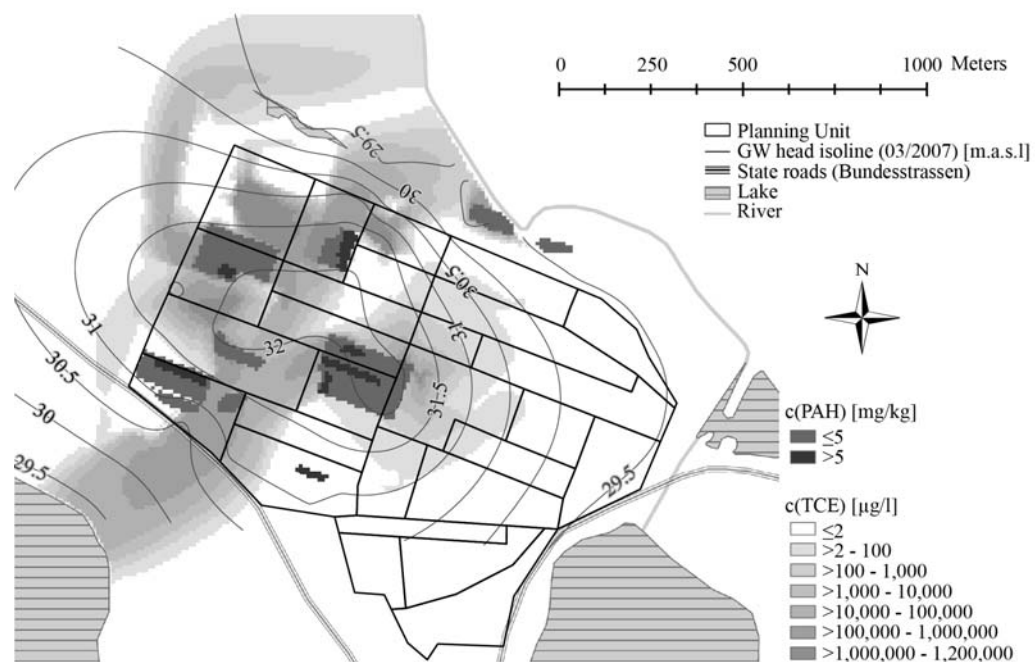 0 250 500 1000 Meters
Planning Unit
GW head isoline (03/2007) [m.a.s.l]
State roads (Bundesstrassen)
Lake
River
N
c(PAH) [mg/kg]
≤5
>5
c(TCE) [µg/l]
≤2
>2 - 100
>100 - 1,000
>1,000 - 10,000
>10,000 - 100,000
>100,000 - 1,000,000
>1,000,000 - 1,200,000
29.5
30
30.5
31
31.5
32
31
30.5
30
29.5
29.5